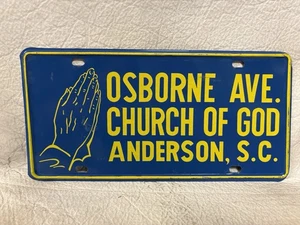 OSBORNE AVE.
CHURCH OF GOD
ANDERSON, S.C.